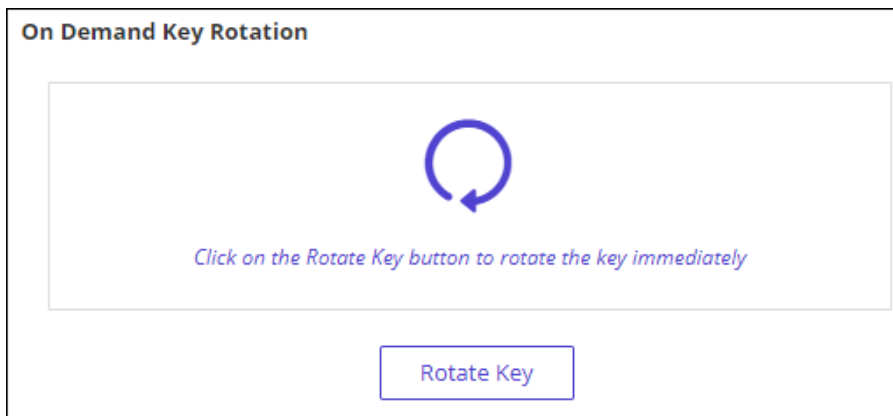 On Demand Key Rotation
Click on the Rotate Key button to rotate the key immediately
Rotate Key